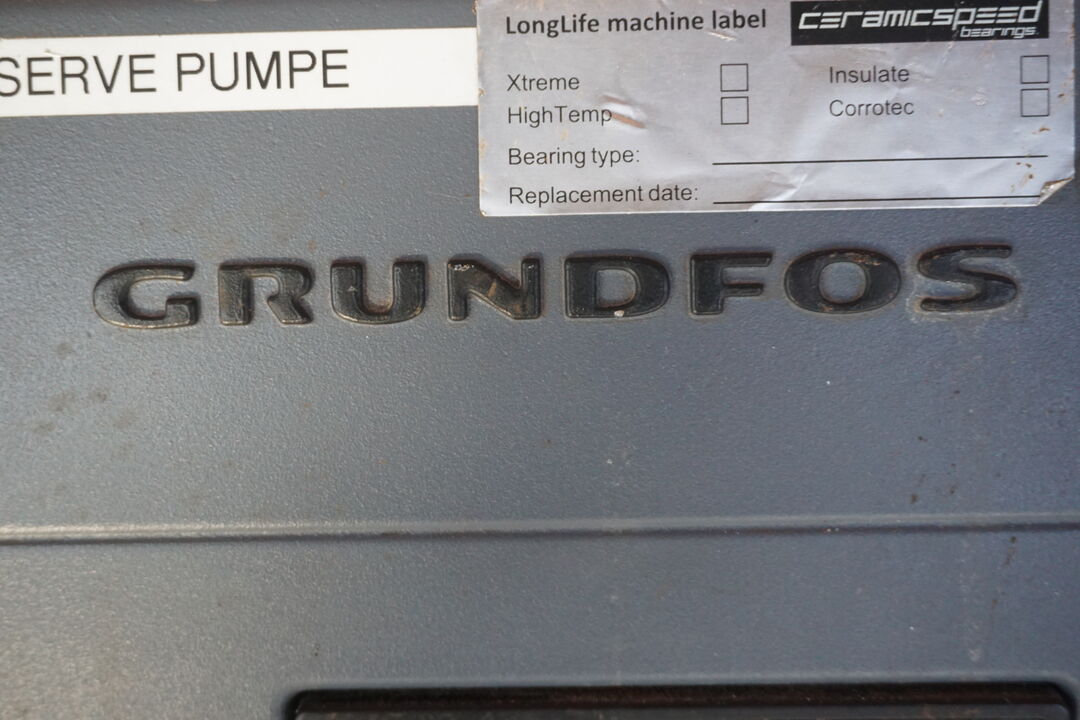 SERVE PUMPE
LongLife machine label
CERAMICSPEED
bearings
Xtreme
Insulate
HighTemp
Corrotec
Bearing type:
Replacement date:
GRUNDFOS